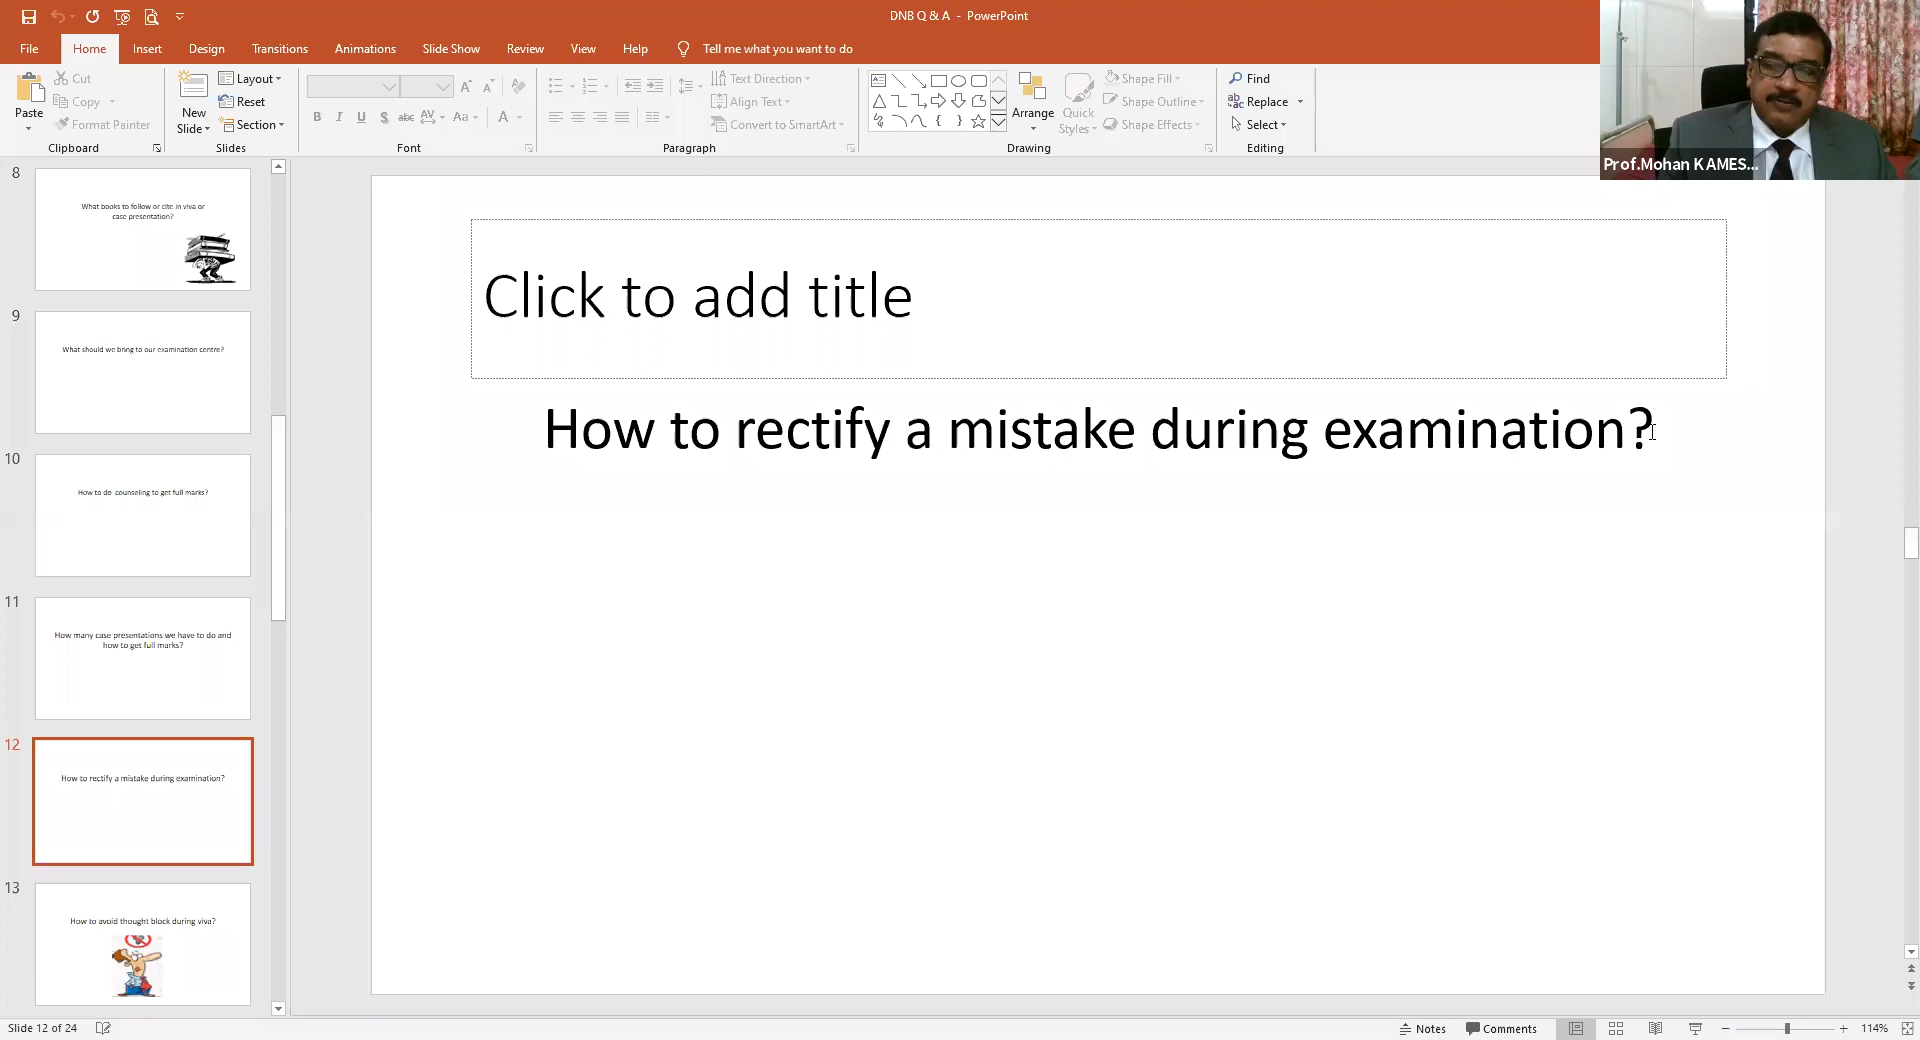 DNB Q & A - PowerPoint
File Home Insert Design Transitions Animations Slide Show Review View Help Tell me what you want to do
Paste
Cut
Copy
Format Painter
Clipboard
New
Slide
Layout
Reset
Section
Slides
B I U S abc AV Aa A
Font
Text Direction
Align Text
Convert to SmartArt
Paragraph
Arrange
Quick
Styles
Shape Fill
Shape Outline
Shape Effects
Drawing
Find
Replace
Select
Editing
Prof.Mohan KAMES...
8
What books to follow or cite in viva or
case presentation?
9
What should we bring to our examination centre?
10
How to do counseling to get full marks?
11
How many case presentations we have to do and
how to get full marks?
12
How to rectify a mistake during examination?
13
How to avoid thought block during viva?
Click to add title
How to rectify a mistake during examination?
Slide 12 of 24
Notes
Comments
114%